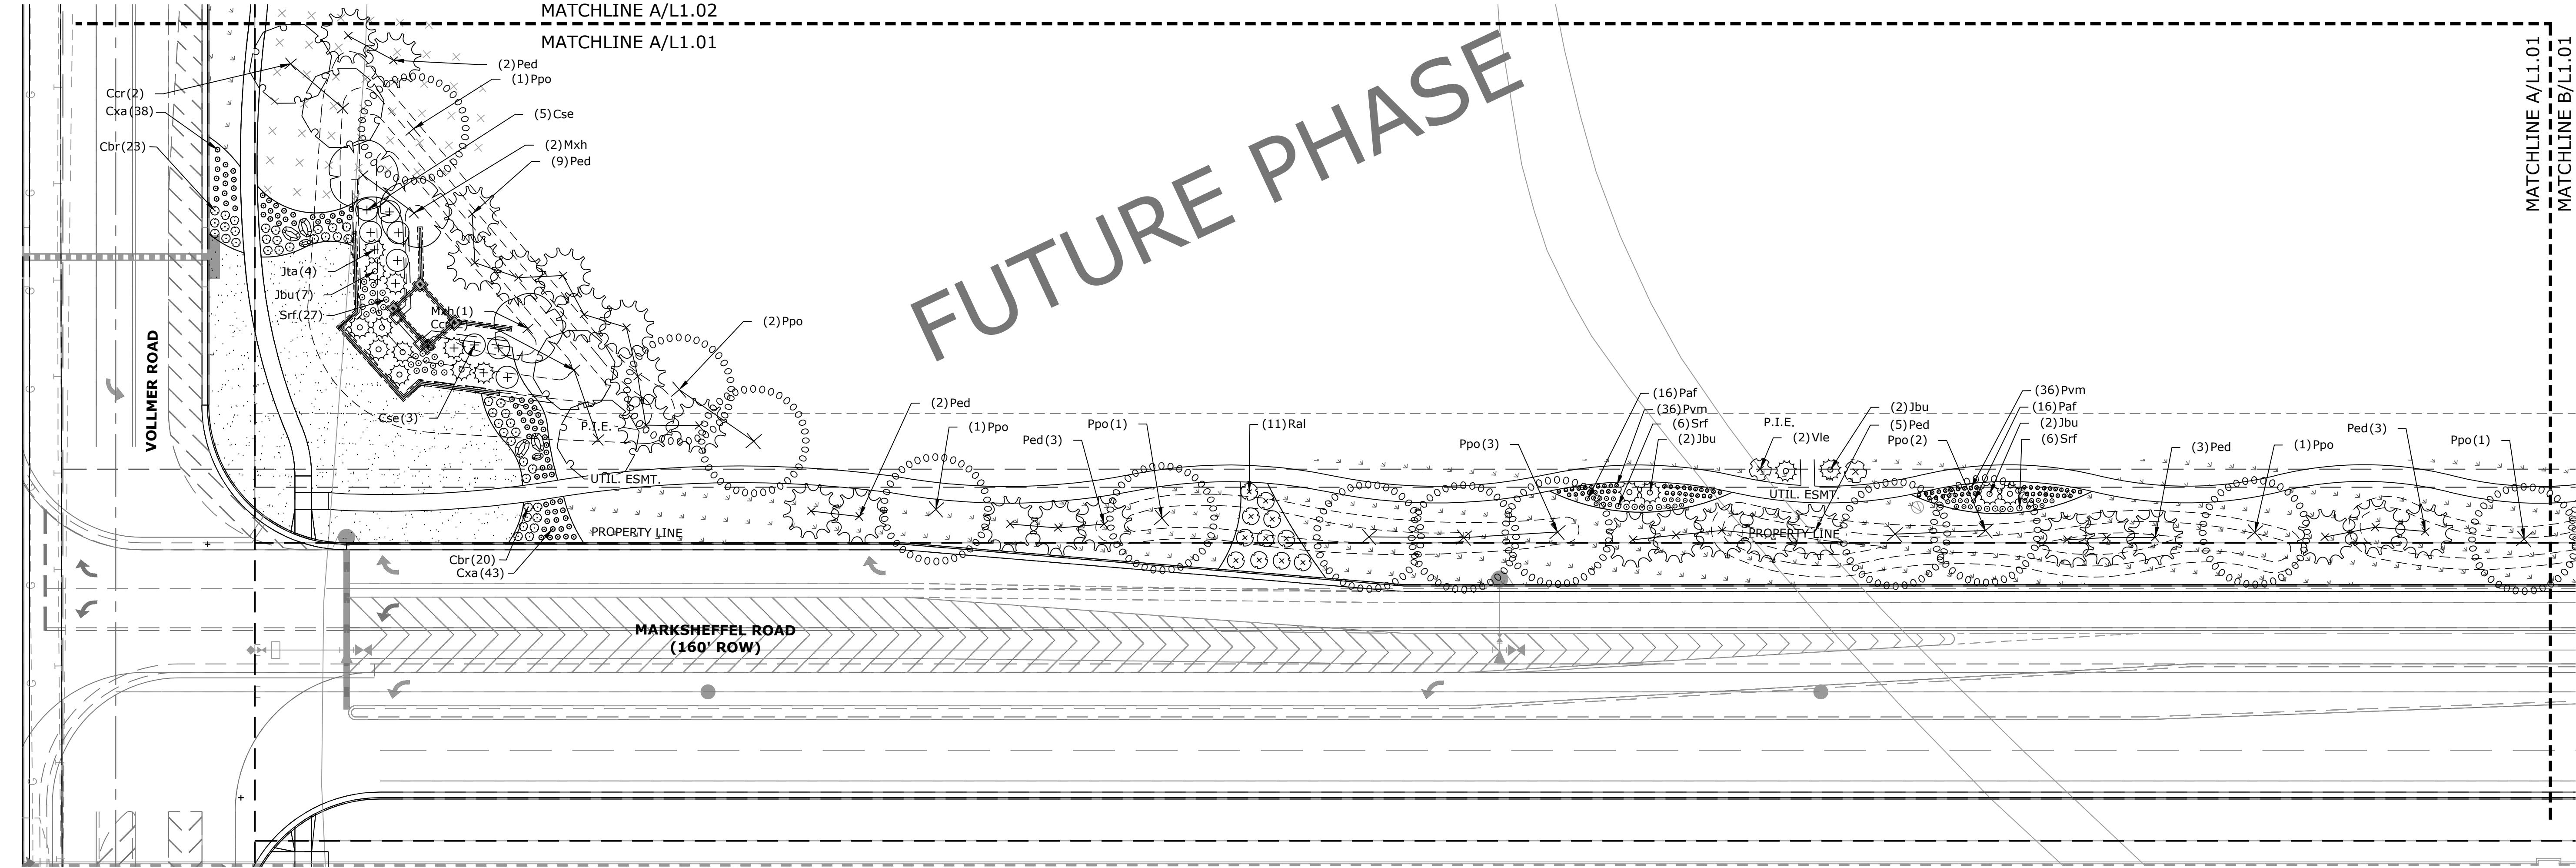 MATCHLINE A/L1.02
MATCHLINE A/L1.01
FUTURE PHASE
MATCHLINE A/L1.01
MATCHLINE B/1.01
(2)Ped
(1)Ppo
Ccr(2)
Cxa(38)
(5)Cse
Cbr(23)
(2)Mxh
(9)Ped
Jta(4)
Jbu(7)
Srf(27)
Mxh(1)
(2)Ppo
VOLLMER ROAD
Cse(3)
P.I.E.
(2)Ped
(1)Ppo
Ped(3)
Ppo(1)
(11)Ral
Ppo(3)
(16)Paf
(36)Pvm
(6)Srf
(2)Jbu
P.I.E.
(2)Vle
(2)Jbu
(5)Ped
Ppo(2)
(36)Pvm
(16)Paf
(2)Jbu
(6)Srf
(3)Ped
(1)Ppo
Ped(3)
Ppo(1)
UTIL. ESMT.
UTIL. ESMT.
PROPERTY LINE
PROPERTY LINE
Cbr(20)
Cxa(43)
MARKSHEFFEL ROAD
(160' ROW)